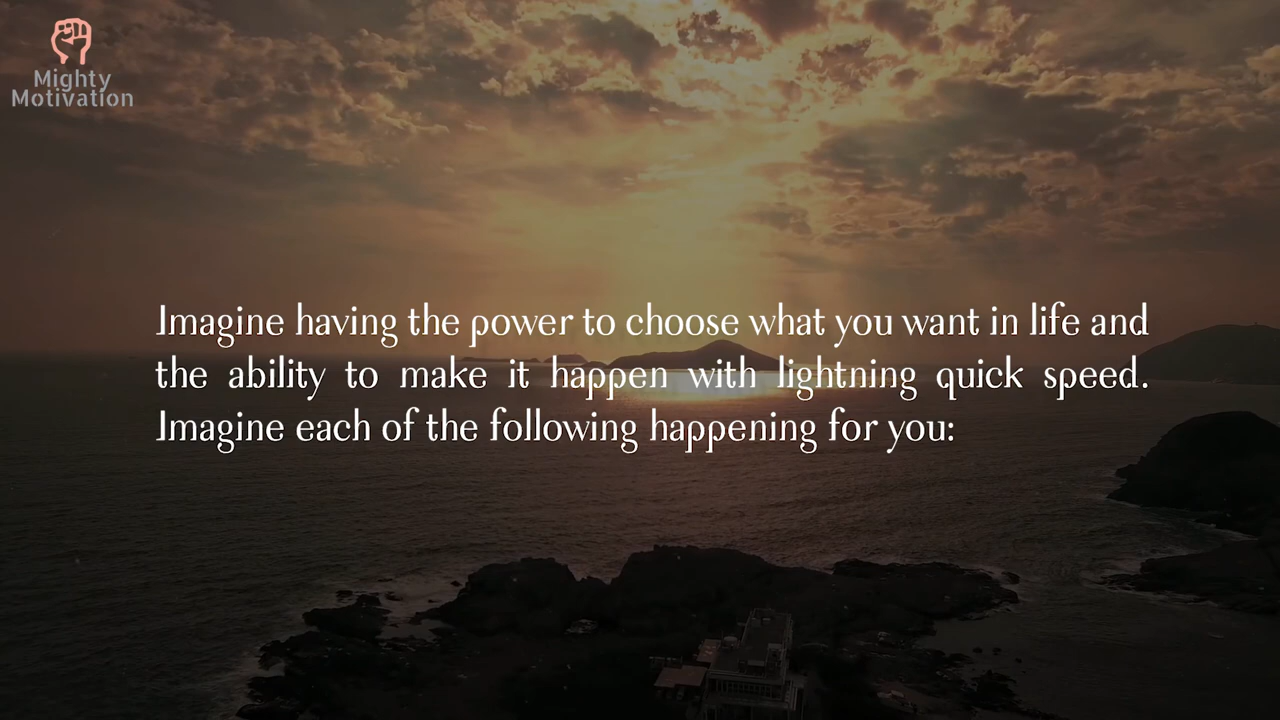 Mighty
Motivation
Imagine having the power to choose what you want in life and
the ability to make it happen with lightning quick speed.
Imagine each of the following happening for you: